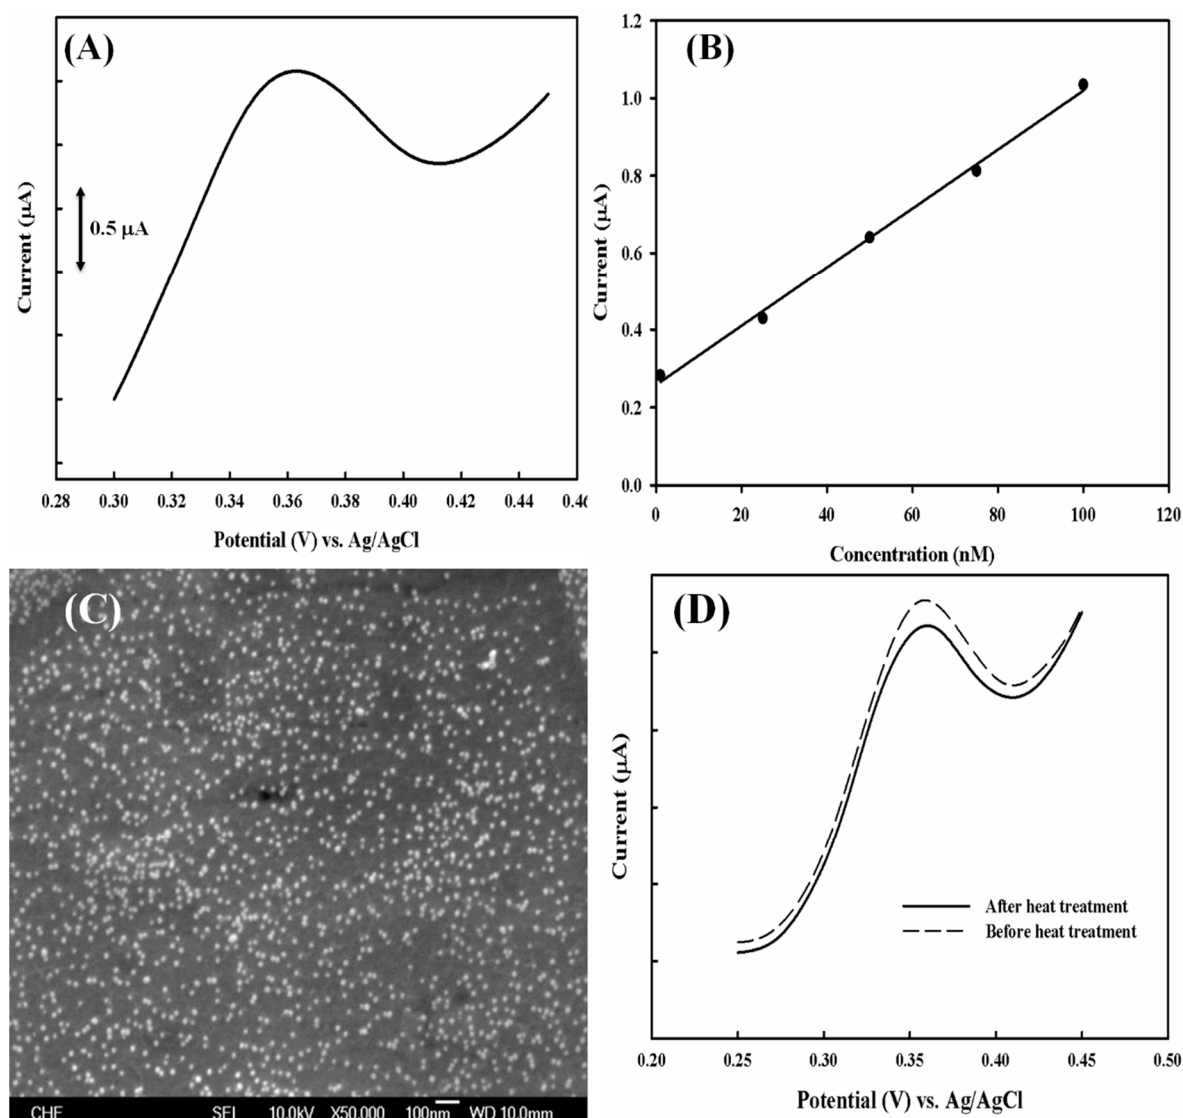 (A)
Current (µA)
0.5 µA
0.28 0.30 0.32 0.34 0.36 0.38 0.40 0.42 0.44
Potential (V) vs. Ag/AgCl
(B)
Current (µA)
1.2
1.0
0.8
0.6
0.4
0.2
0.0
0 20 40 60 80 100 120
Concentration (nM)
(C)
SEI 10.0kV X50,000 100nm WD 10.0mm
(D)
Current (µA)
After heat treatment
Before heat treatment
0.20 0.25 0.30 0.35 0.40 0.45 0.50
Potential (V) vs. Ag/AgCl